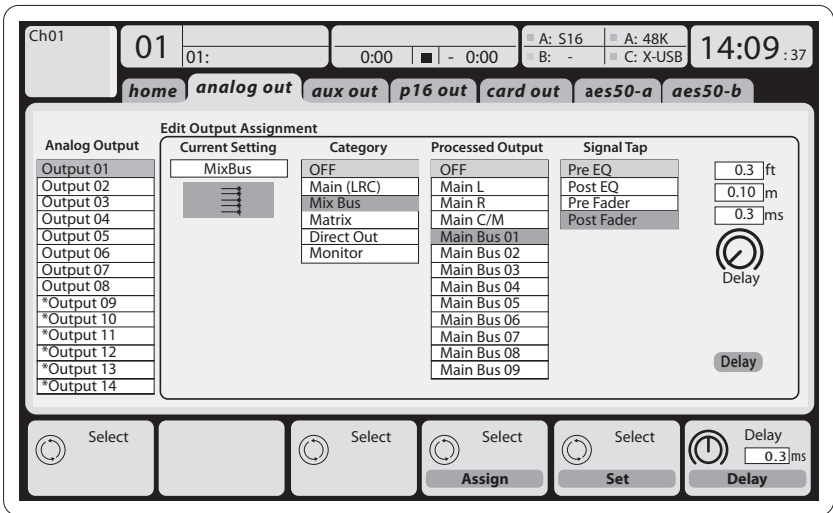 Ch01
01
01:
0:00 - 0:00
A: S16
A: 48K
B: -
C: X-USB
14:09 :37
home
analog out
aux out
p16 out
card out
aes50-a
aes50-b
Edit Output Assignment
Analog Output
Current Setting
Category
Processed Output
Signal Tap
Output 01
Output 02
Output 03
Output 04
Output 05
Output 06
Output 07
Output 08
*Output 09
*Output 10
*Output 11
*Output 12
*Output 13
*Output 14
MixBus
OFF
Main (LRC)
Mix Bus
Matrix
Direct Out
Monitor
OFF
Main L
Main R
Main C/M
Main Bus 01
Main Bus 02
Main Bus 03
Main Bus 04
Main Bus 05
Main Bus 06
Main Bus 07
Main Bus 08
Main Bus 09
Pre EQ
Post EQ
Pre Fader
Post Fader
0.3 ft
0.10 m
0.3 ms
Delay
Delay
Select
Select
Select
Assign
Select
Set
Delay
0.3 ms
Delay